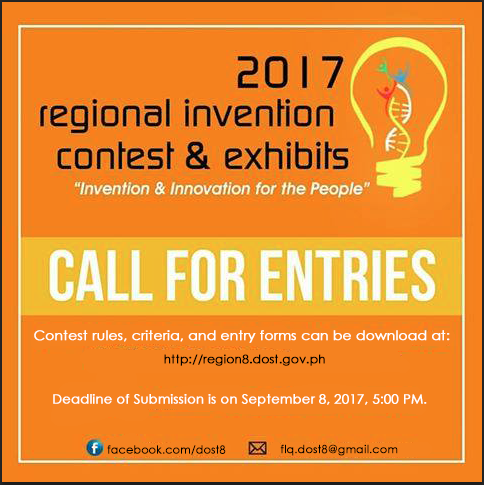 2017
regional invention
contest & exhibits
"Invention & Innovation for the People"
CALL FOR ENTRIES
Contest rules, criteria, and entry forms can be download at:
http://region8.dost.gov.ph
Deadline of Submission is on September 8, 2017, 5:00 PM.
facebook.com/dost8 flq.dost8@gmail.com